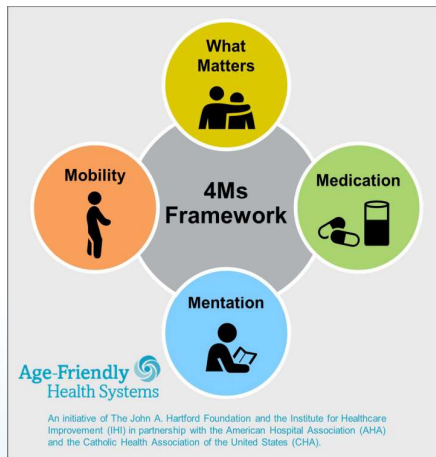 What
Matters
Mobility
4Ms
Framework
Medication
Mentation
Age-Friendly
Health Systems
An initiative of The John A. Hartford Foundation and the Institute for Healthcare
Improvement (IHI) in partnership with the American Hospital Association (AHA)
and the Catholic Health Association of the United States (CHA).